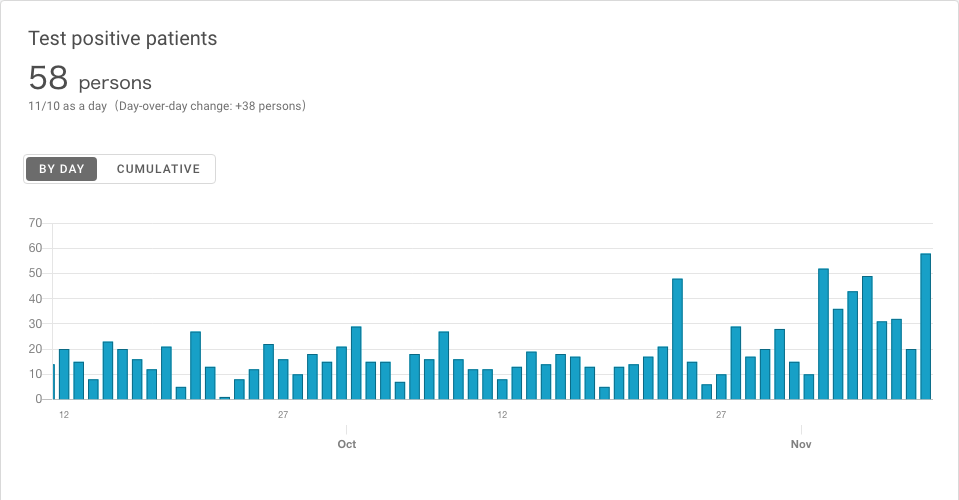 Test positive patients
58 persons
11/10 as a day（Day-over-day change: +38 persons）
BY DAY CUMULATIVE
70
60
50
40
30
20
10
0
12 27 12 27
Oct Nov